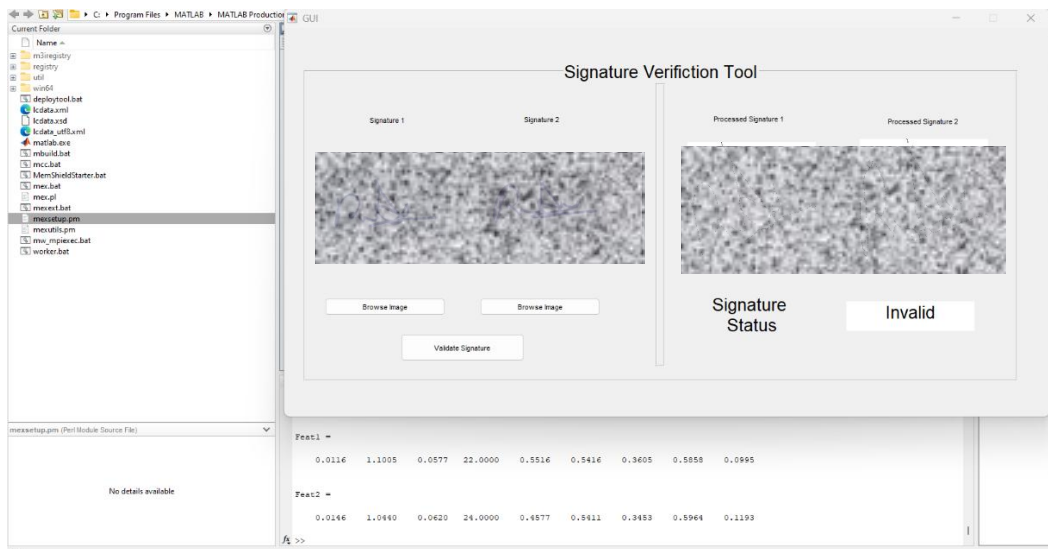 C: ▸ Program Files ▸ MATLAB ▸ MATLAB Production
Current Folder
Name
m3iregistry
registry
util
win64
deploytool.bat
lcdata.xml
lcdata.xsd
lcdata_utf8.xml
matlab.exe
mbuild.bat
mcc.bat
MemShieldStarter.bat
mex.bat
mex.pl
mexext.bat
mexsetup.pm
mexutils.pm
mw_mpiexec.bat
worker.bat
mexsetup.pm (Perl Module Source File)
No details available
GUI
Signature Verifiction Tool
Signature 1
Signature 2
Processed Signature 1
Processed Signature 2
Browse Image
Browse Image
Validate Signature
Signature
Status
Invalid
Feat1 =
0.0116 1.1005 0.0577 22.0000 0.5516 0.5416 0.3605 0.5858 0.0995
Feat2 =
0.0146 1.0440 0.0620 24.0000 0.4577 0.5411 0.3453 0.5964 0.1193
fx >>